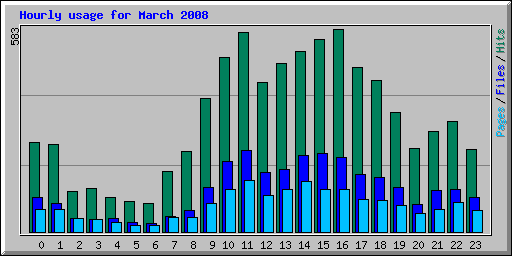 Hourly usage for March 2008
583
Pages / Files / Hits
0 1 2 3 4 5 6 7 8 9 10 11 12 13 14 15 16 17 18 19 20 21 22 23